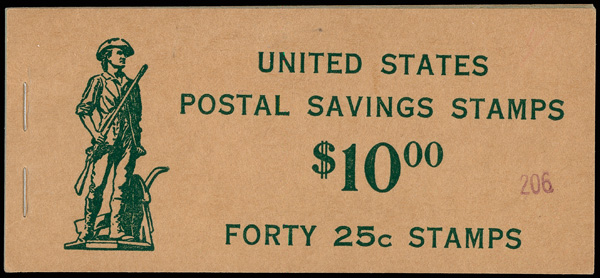 UNITED STATES
POSTAL SAVINGS STAMPS
$10.00
206
FORTY 25c STAMPS